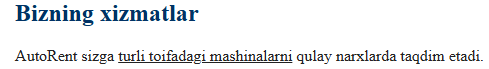 Bizning xizmatlar
AutoRent sizga turli toifadagi mashinalarni qulay narxlarda taqdim etadi.